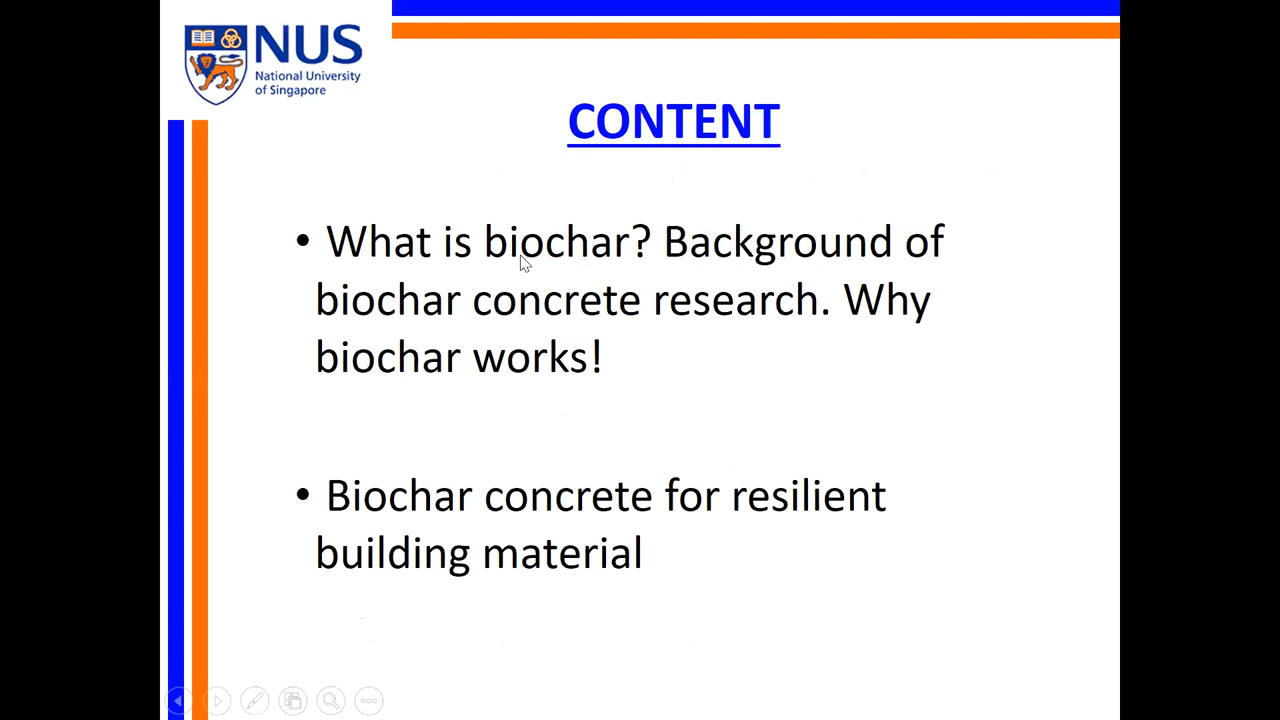 NUS
National University
of Singapore
CONTENT
• What is biochar? Background of
biochar concrete research. Why
biochar works!
• Biochar concrete for resilient
building material